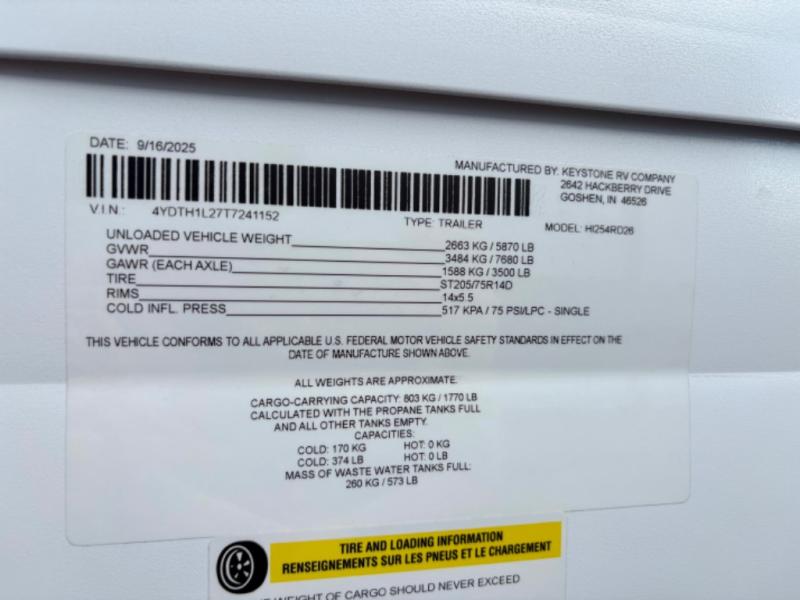 DATE: 9/16/2025
MANUFACTURED BY: KEYSTONE RV COMPANY
2642 HACKBERRY DRIVE
GOSHEN, IN 46526
V.I.N.: 4YDTH1L27T7241152
TYPE: TRAILER
MODEL: HI254RD26
UNLOADED VEHICLE WEIGHT 2663 KG / 5870 LB
GVWR 3484 KG / 7680 LB
GAWR (EACH AXLE) 1588 KG / 3500 LB
TIRE ST205/75R14D
RIMS 14x5.5
COLD INFL. PRESS 517 KPA / 75 PSI/LPC - SINGLE
THIS VEHICLE CONFORMS TO ALL APPLICABLE U.S. FEDERAL MOTOR VEHICLE SAFETY STANDARDS IN EFFECT ON THE
DATE OF MANUFACTURE SHOWN ABOVE.
ALL WEIGHTS ARE APPROXIMATE.
CARGO-CARRYING CAPACITY: 803 KG / 1770 LB
CALCULATED WITH THE PROPANE TANKS FULL
AND ALL OTHER TANKS EMPTY.
CAPACITIES:
COLD: 170 KG HOT: 0 KG
COLD: 374 LB HOT: 0 LB
MASS OF WASTE WATER TANKS FULL:
260 KG / 573 LB
TIRE AND LOADING INFORMATION
RENSEIGNEMENTS SUR LES PNEUS ET LE CHARGEMENT
WEIGHT OF CARGO SHOULD NEVER EXCEED